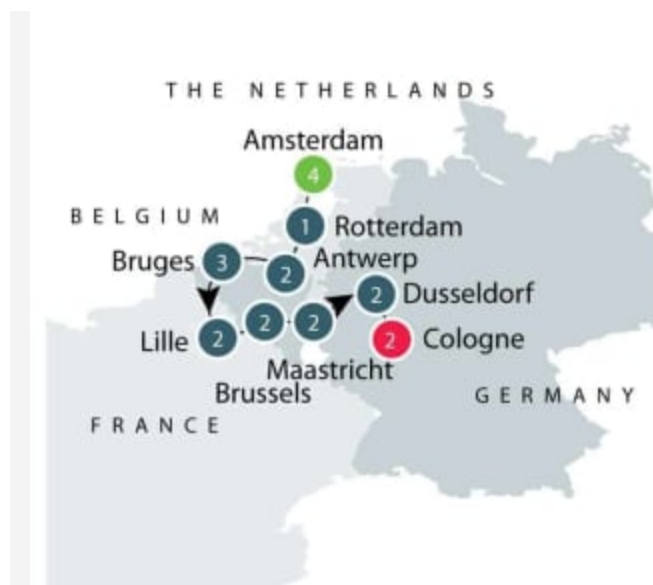 THE NETHERLANDS
Amsterdam
4
BELGIUM
1 Rotterdam
Bruges 3
Antwerp
2
2 Dusseldorf
Lille 2
2
2
2 Cologne
Maastricht
Brussels
GERMANY
FRANCE